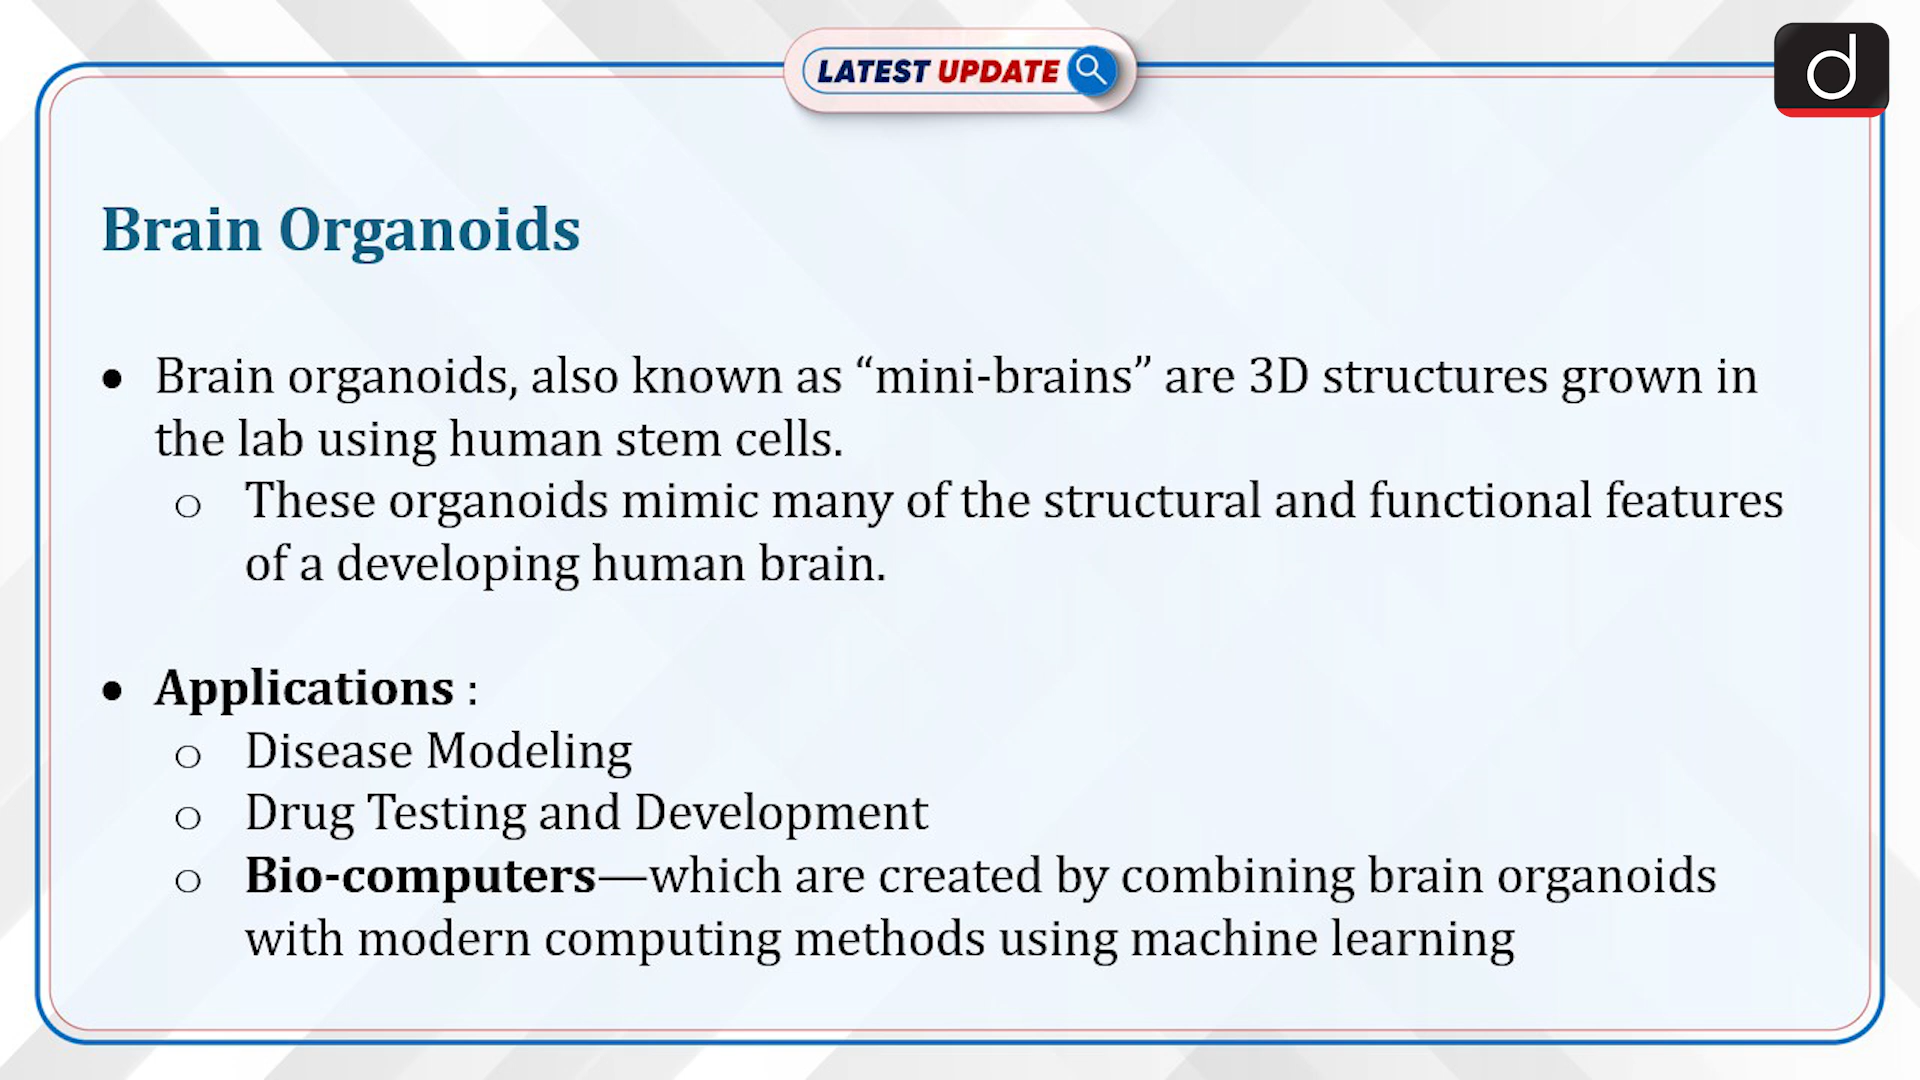 LATEST UPDATE
d
Brain Organoids
• Brain organoids, also known as “mini-brains” are 3D structures grown in
the lab using human stem cells.
o These organoids mimic many of the structural and functional features
of a developing human brain.
• Applications :
o Disease Modeling
o Drug Testing and Development
o Bio-computers—which are created by combining brain organoids
with modern computing methods using machine learning